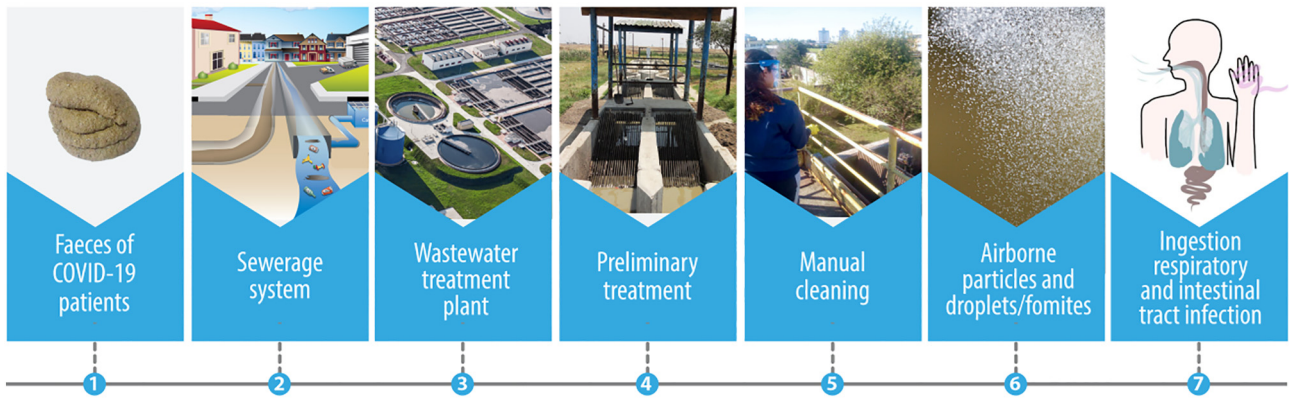 Faeces of
COVID-19
patients
Sewerage
system
Wastewater
treatment
plant
Preliminary
treatment
Manual
cleaning
Airborne
particles and
droplets/fomites
Ingestion
respiratory
and intestinal
tract infection
1
2
3
4
5
6
7